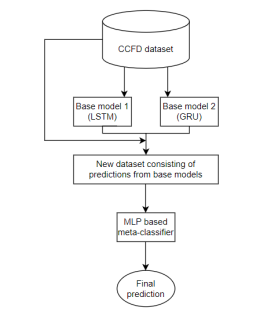 CCFD dataset
Base model 1
(LSTM)
Base model 2
(GRU)
New dataset consisting of
predictions from base models
MLP based
meta-classifier
Final
prediction